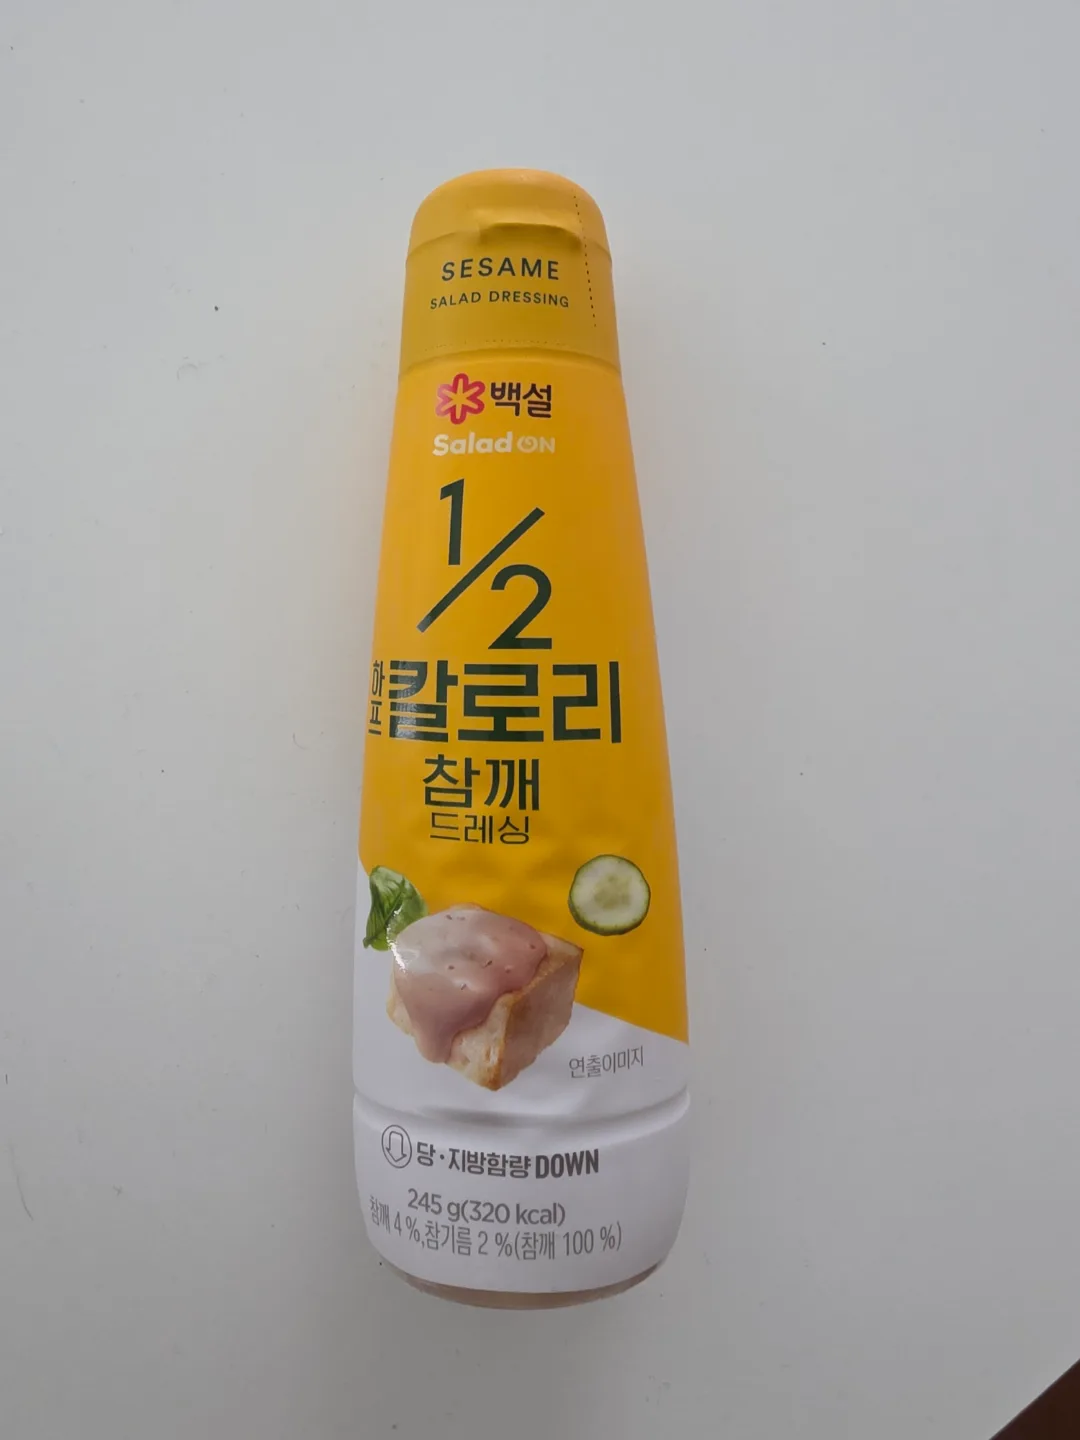 SESAME
SALAD DRESSING
백설
Salad ON
1/2
하프 칼로리
참깨
드레싱
연출이미지
당·지방함량 DOWN
245 g(320 kcal)
참깨 4 %,참기름 2 %(참깨 100 %)